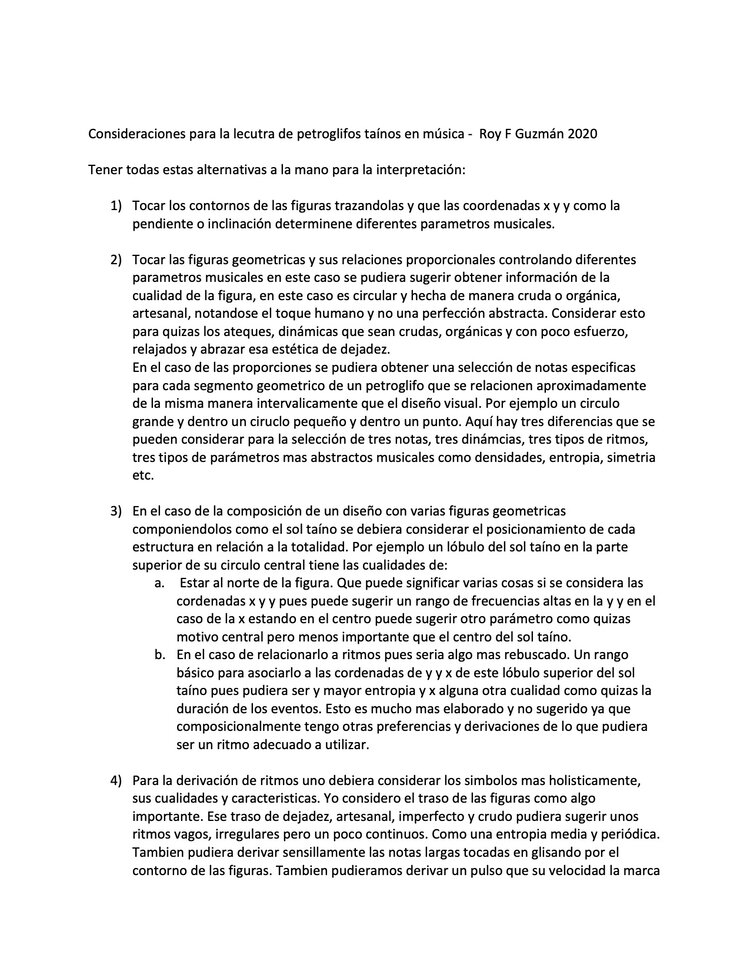 Consideraciones para la lecutra de petroglifos taínos en música -  Roy F Guzmán 2020
Tener todas estas alternativas a la mano para la interpretación:
1) Tocar los contornos de las figuras trazandolas y que las coordenadas x y y como la
pendiente o inclinación determinene diferentes parametros musicales.
2) Tocar las figuras geometricas y sus relaciones proporcionales controlando diferentes
parametros musicales en este caso se pudiera sugerir obtener información de la
cualidad de la figura, en este caso es circular y hecha de manera cruda o orgánica,
artesanal, notandose el toque humano y no una perfección abstracta. Considerar esto
para quizas los ateques, dinámicas que sean crudas, orgánicas y con poco esfuerzo,
relajados y abrazar esa estética de dejadez.
En el caso de las proporciones se pudiera obtener una selección de notas especificas
para cada segmento geometrico de un petroglifo que se relacionen aproximadamente
de la misma manera intervalicamente que el diseño visual. Por ejemplo un circulo
grande y dentro un ciruclo pequeño y dentro un punto. Aquí hay tres diferencias que se
pueden considerar para la selección de tres notas, tres dinámcias, tres tipos de ritmos,
tres tipos de parámetros mas abstractos musicales como densidades, entropia, simetria
etc.
3) En el caso de la composición de un diseño con varias figuras geometricas
componiendolos como el sol taíno se debiera considerar el posicionamiento de cada
estructura en relación a la totalidad. Por ejemplo un lóbulo del sol taíno en la parte
superior de su circulo central tiene las cualidades de:
a. Estar al norte de la figura. Que puede significar varias cosas si se considera las
cordenadas x y y pues puede sugerir un rango de frecuencias altas en la y y en el
caso de la x estando en el centro puede sugerir otro parámetro como quizas
motivo central pero menos importante que el centro del sol taíno.
b. En el caso de relacionarlo a ritmos pues seria algo mas rebuscado. Un rango
básico para asociarlo a las cordenadas de y y x de este lóbulo superior del sol
taíno pues pudiera ser y mayor entropia y x alguna otra cualidad como quizas la
duración de los eventos. Esto es mucho mas elaborado y no sugerido ya que
composicionalmente tengo otras preferencias y derivaciones de lo que pudiera
ser un ritmo adecuado a utilizar.
4) Para la derivación de ritmos uno debiera considerar los simbolos mas holisticamente,
sus cualidades y caracteristicas. Yo considero el traso de las figuras como algo
importante. Ese traso de dejadez, artesanal, imperfecto y crudo pudiera sugerir unos
ritmos vagos, irregulares pero un poco continuos. Como una entropia media y periódica.
Tambien pudiera derivar sensillamente las notas largas tocadas en glisando por el
contorno de las figuras. Tambien pudieramos derivar un pulso que su velocidad la marca